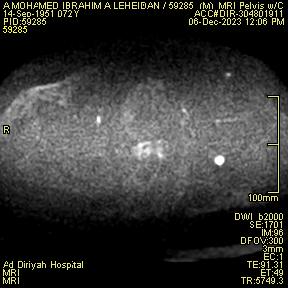 A MOHAMED IBRAHIM A LEHEIDAN / 59285 (M) MRI Pelvis w/C
14-Sep-1951 072Y ACC#DIR-304801911
PID:59285 06-Dec-2023 12:06 PM
59285
R
100mm
DWI_b2000
SE:1701
IM:96
DFOV:300
3mm
EC:1
Ad Diriyah Hospital TE:91.31
MRI ET:49
MRI TR:5749.3